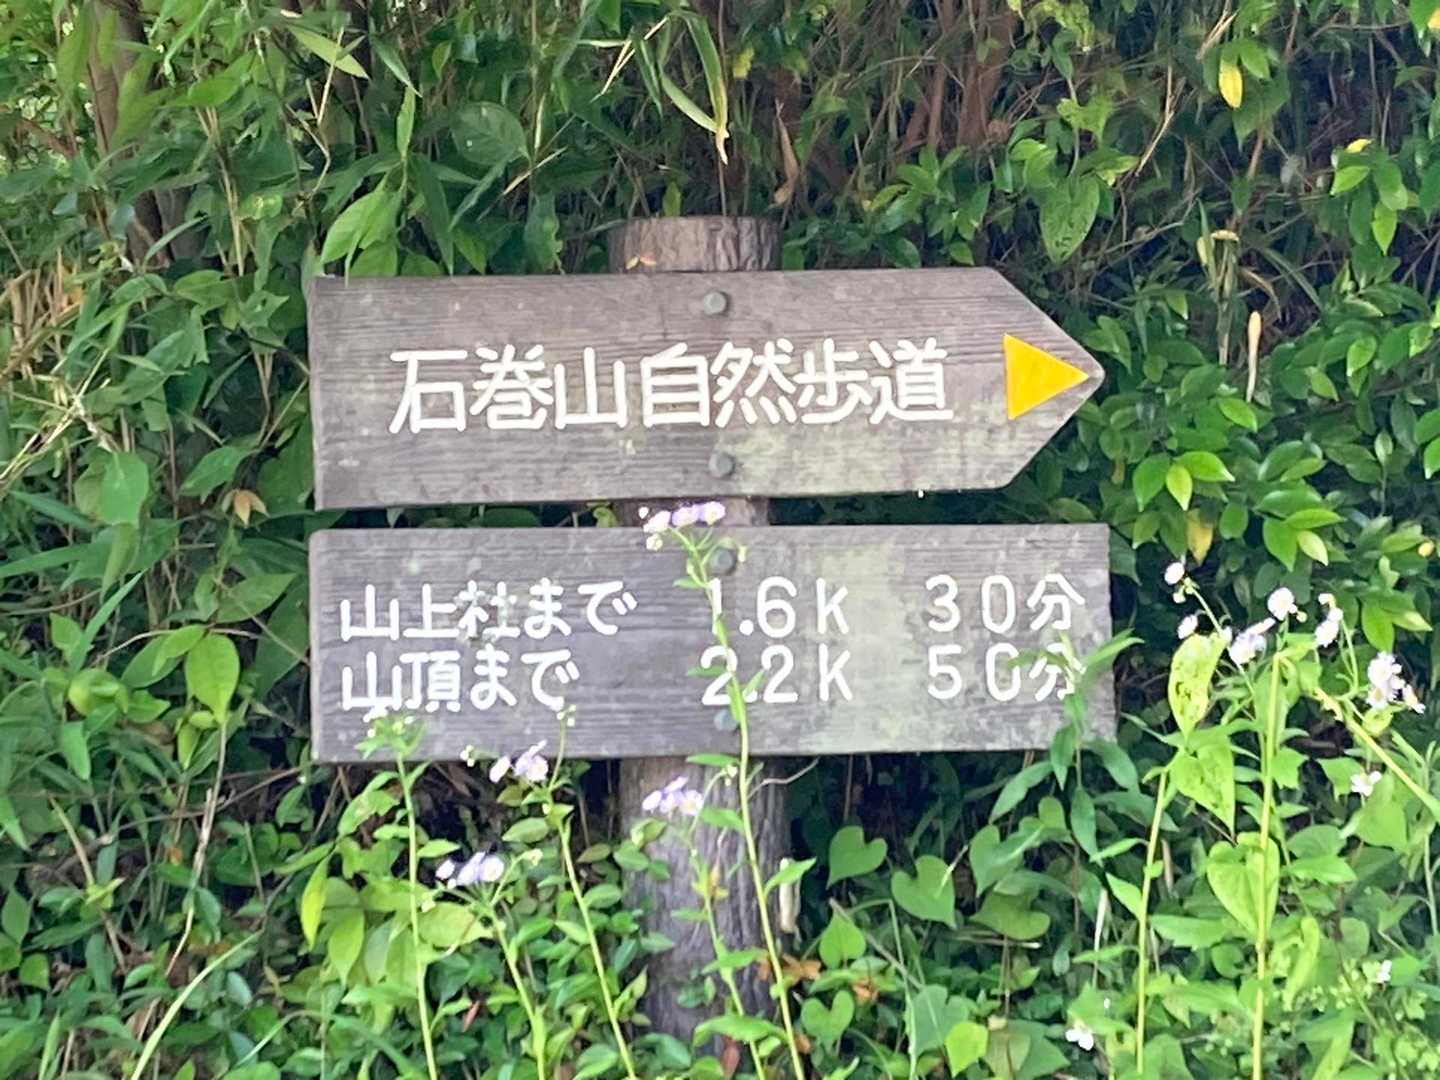 石巻山自然歩道
山上社まで 1.6k 30分
山頂まで 2.2k 50分